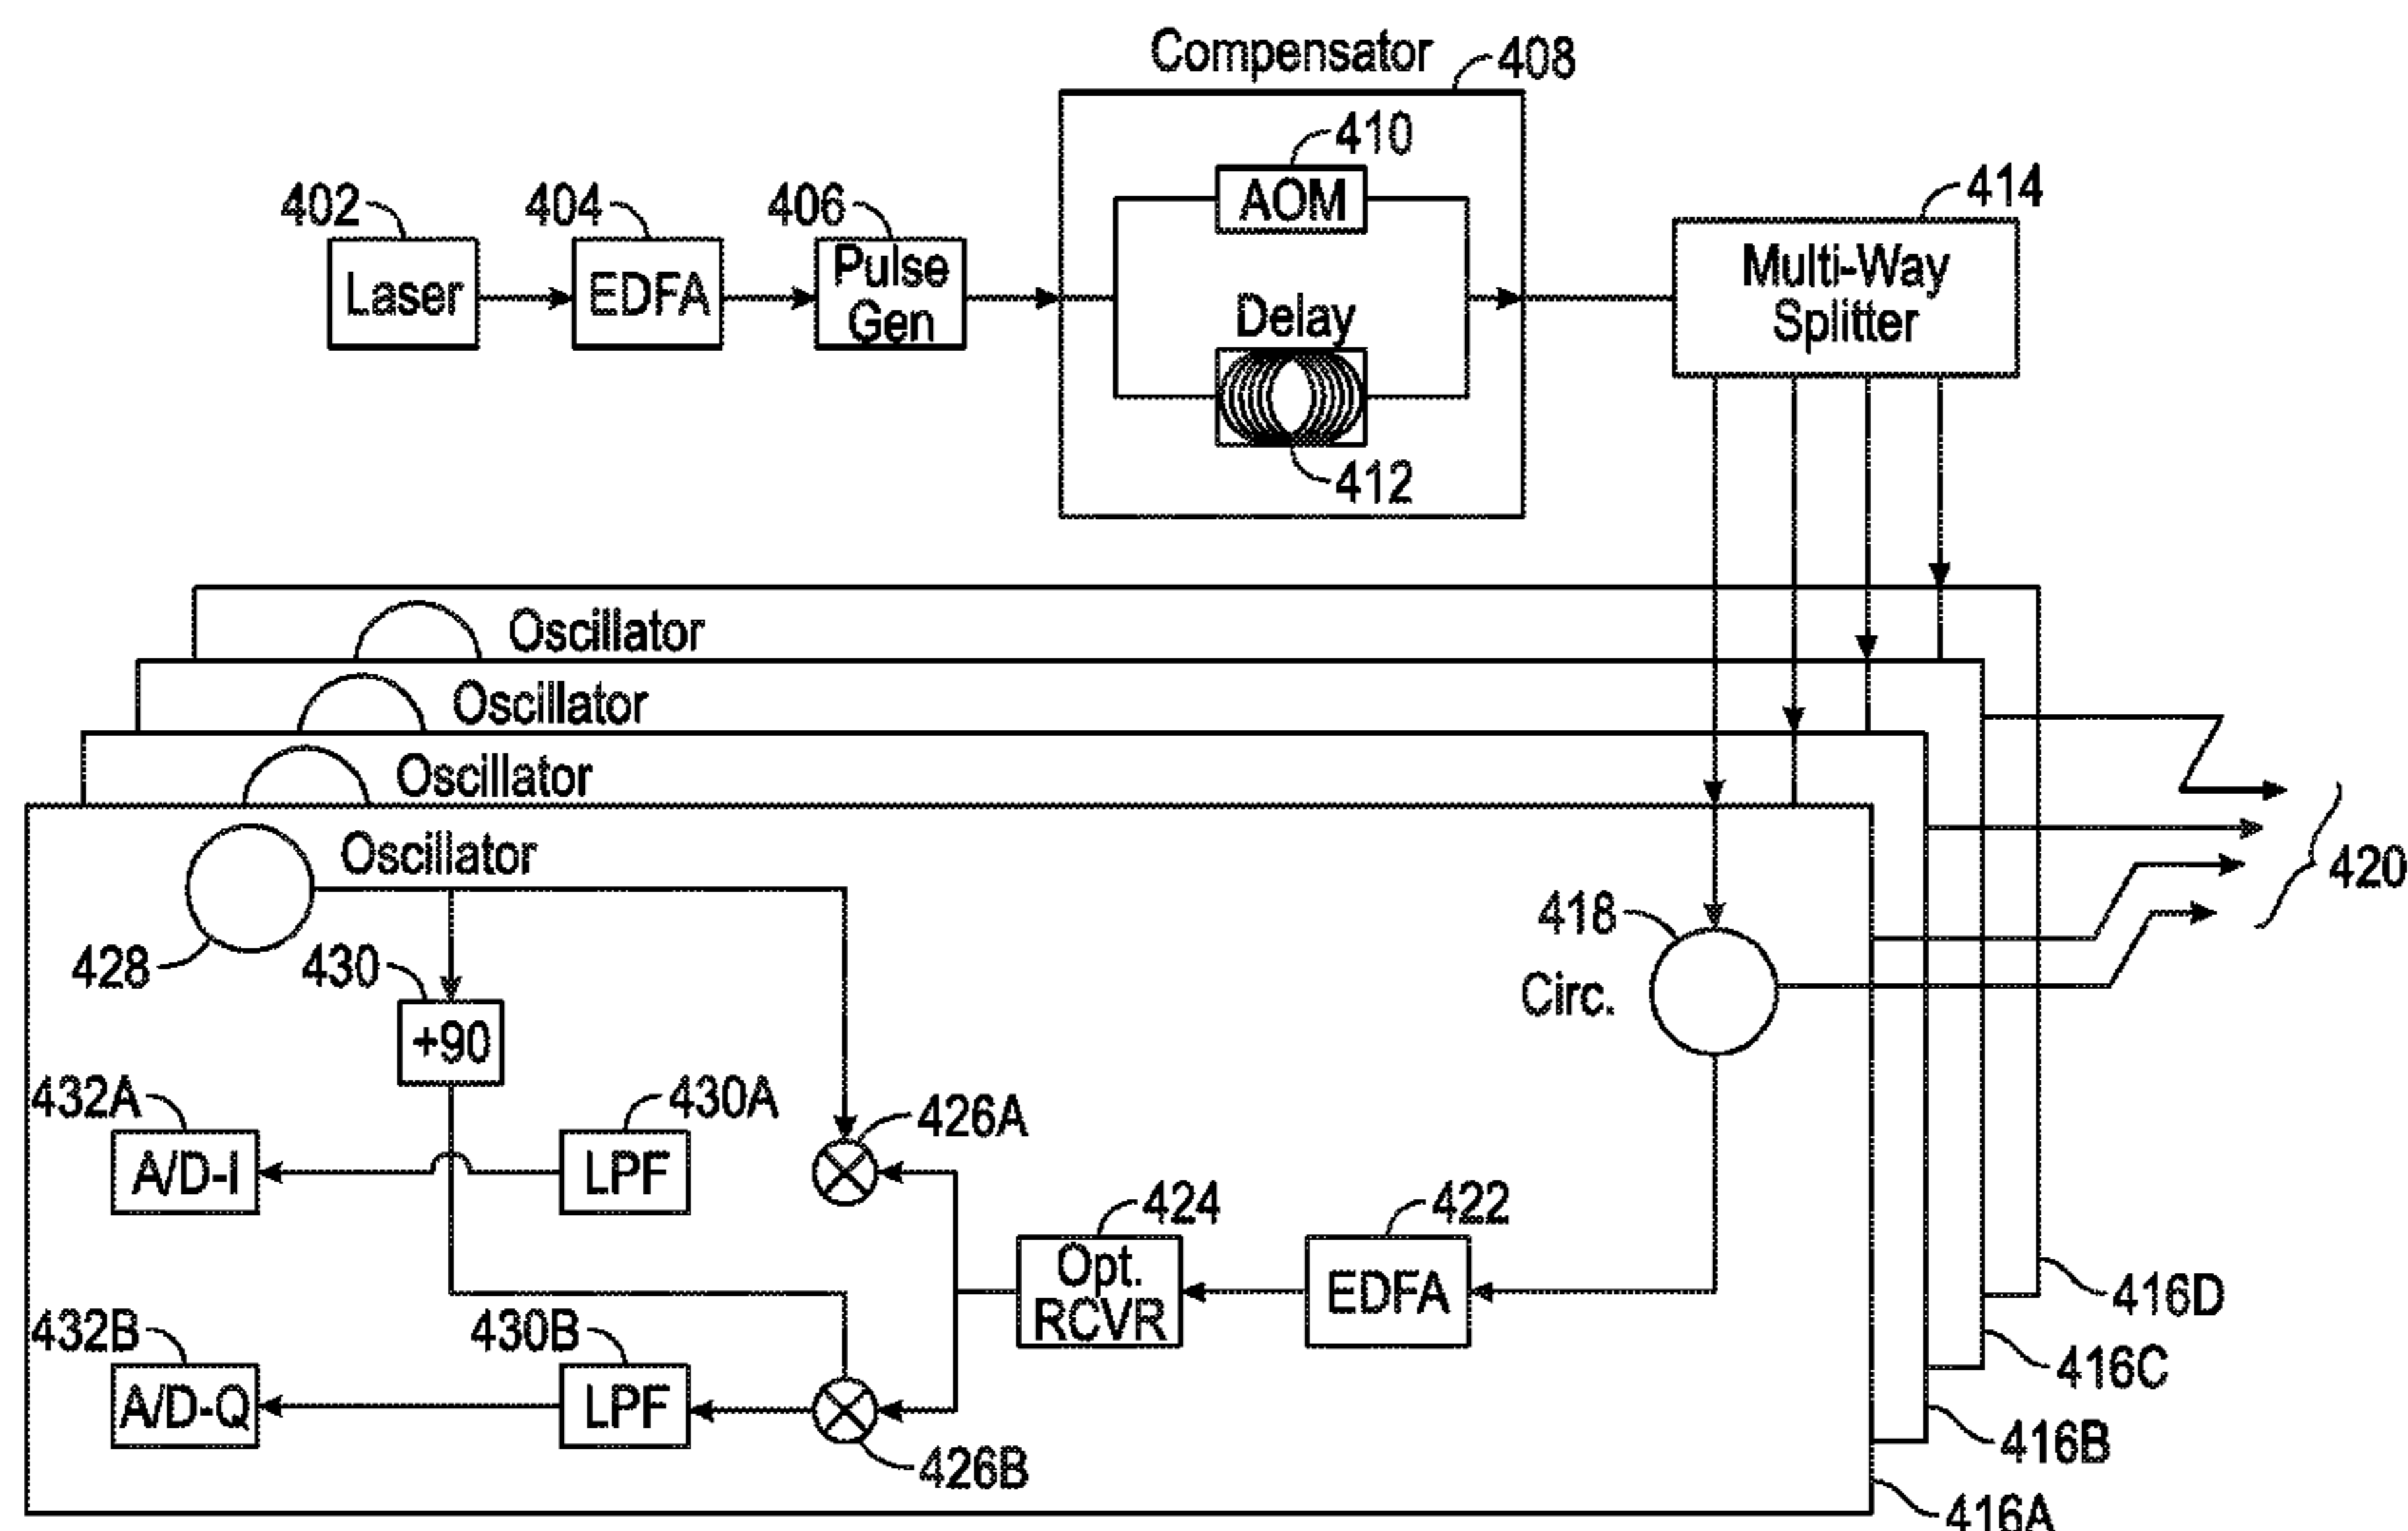 Compensator
408
410
AOM
402
404
406
414
Laser
EDFA
Pulse
Gen
Delay
412
Multi-Way
Splitter
Oscillator
Oscillator
Oscillator
Oscillator
428
430
+90
418
Circ.
420
432A
A/D-I
430A
LPF
426A
424
Opt.
RCVR
422
EDFA
432B
A/D-Q
430B
LPF
426B
416D
416C
416B
416A